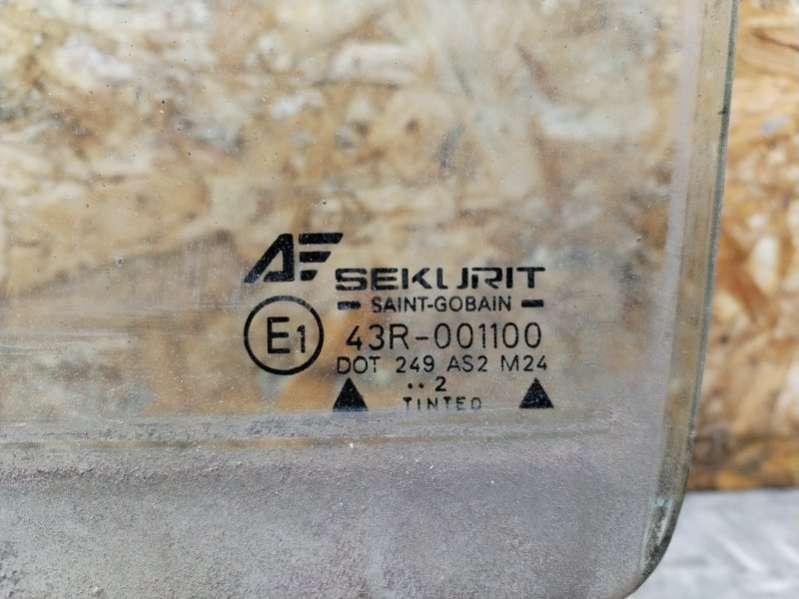 AF SEKURIT
SAINT-GOBAIN
E1 43R-001100
DOT 249 AS2 M24
.. 2
TINTED